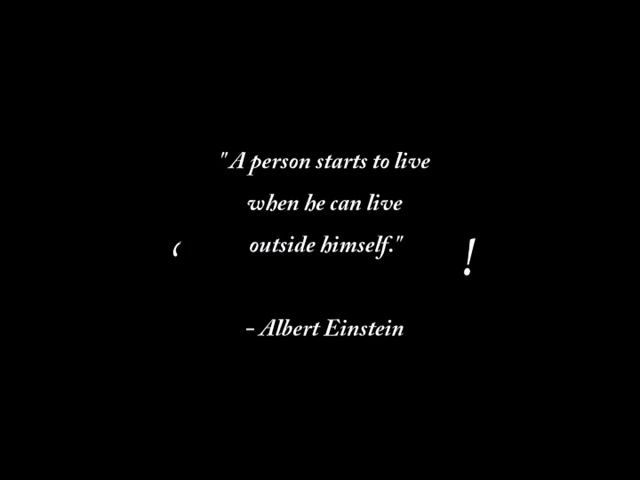 "A person starts to live
when he can live
outside himself."
!
- Albert Einstein